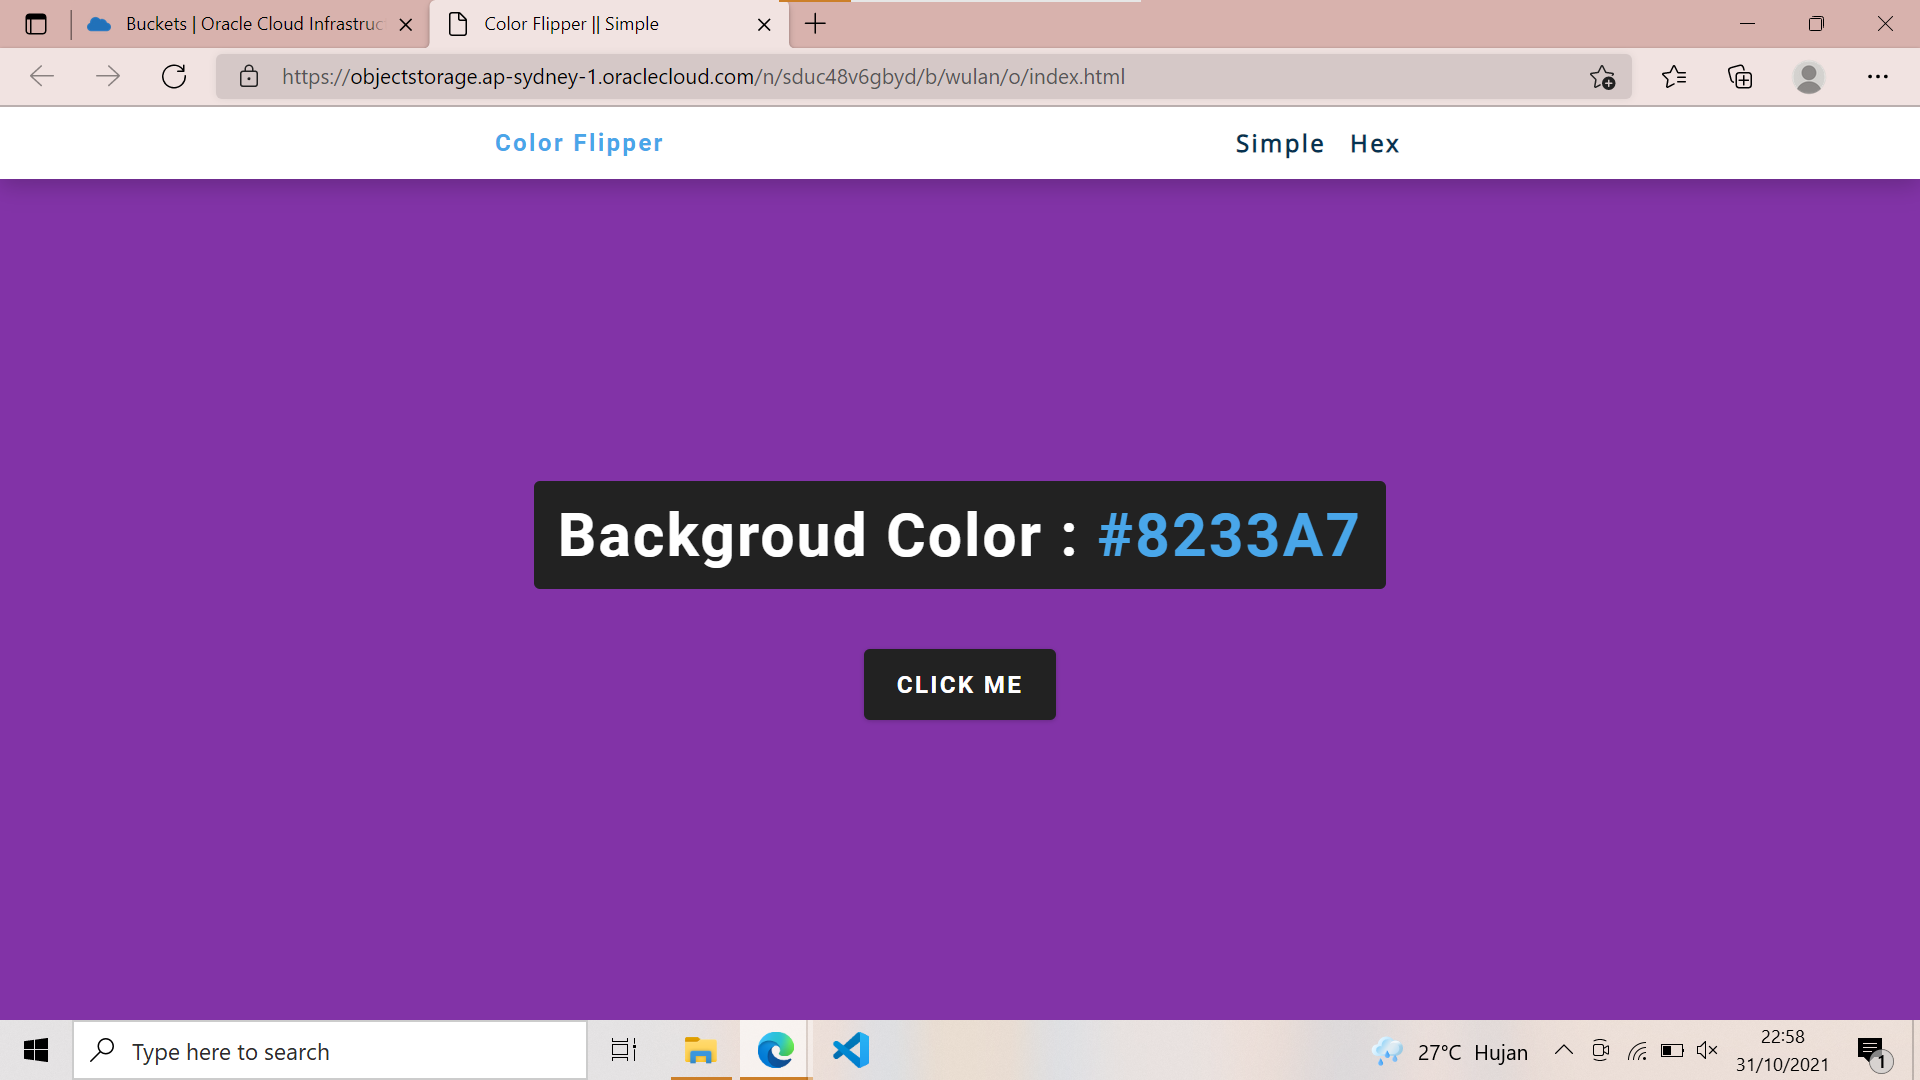 Buckets | Oracle Cloud Infrastruc
Color Flipper || Simple
https://objectstorage.ap-sydney-1.oraclecloud.com/n/sduc48v6gbyd/b/wulan/o/index.html
Color Flipper
Simple Hex
Backgroud Color : #8233A7
CLICK ME
Type here to search
27°C Hujan
22:58
31/10/2021
1